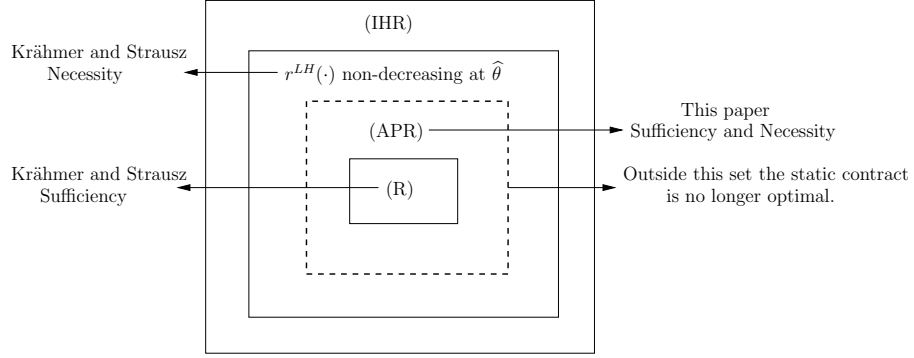 (IHR)
Krähmer and Strausz
Necessity
r^{LH}(·) non-decreasing at \widehat{θ}
(APR)
This paper
Sufficiency and Necessity
Krähmer and Strausz
Sufficiency
(R)
Outside this set the static contract
is no longer optimal.